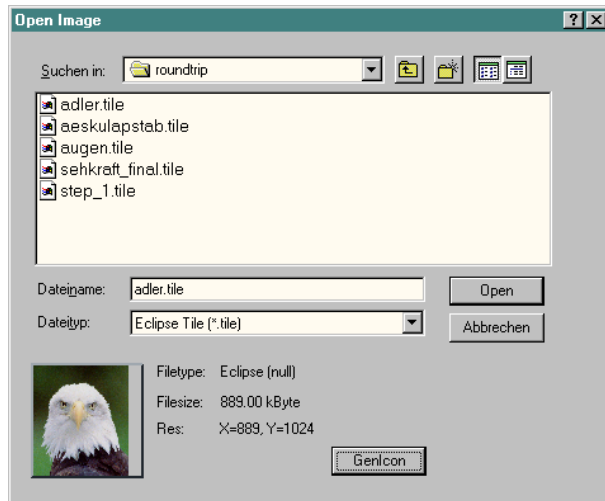 Open Image
Suchen in: roundtrip
adler.tile
aeskulapstab.tile
augen.tile
sehkraft_final.tile
step_1.tile
Dateiname: adler.tile Open
Dateityp: Eclipse Tile (*.tile) Abbrechen
Filetype: Eclipse (null)
Filesize: 889.00 kByte
Res: X=889, Y=1024
GenIcon